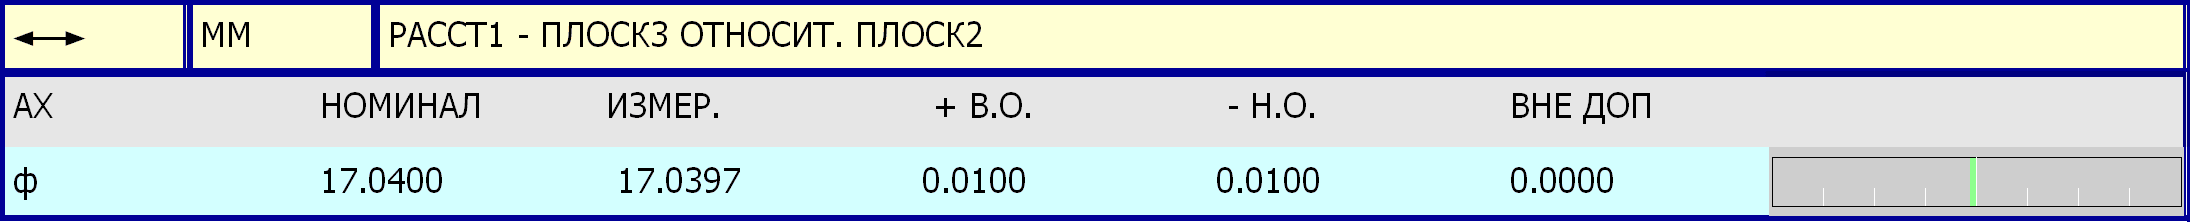 ММ РАССТ1 - ПЛОСК3 ОТНОСИТ. ПЛОСК2
АХ НОМИНАЛ ИЗМЕР. + В.О. - Н.О. ВНЕ ДОП
ф 17.0400 17.0397 0.0100 0.0100 0.0000